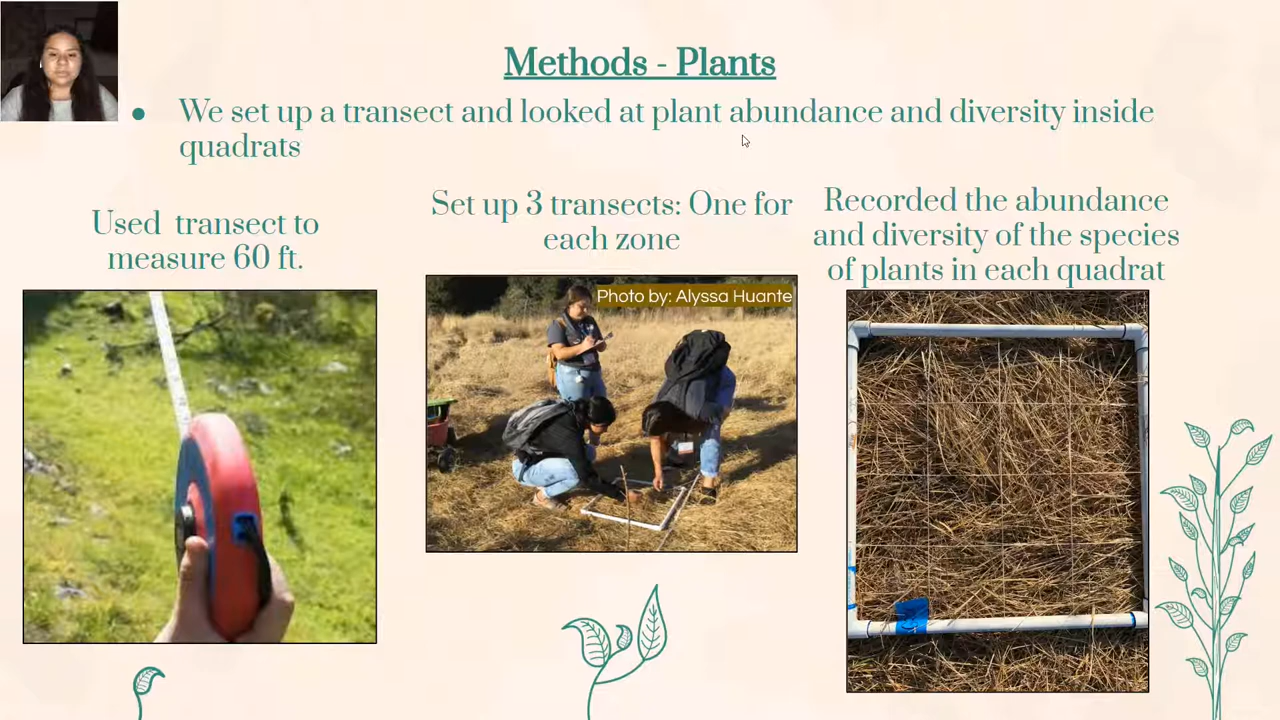 Methods - Plants
● We set up a transect and looked at plant abundance and diversity inside
quadrats
Used transect to
measure 60 ft.
Set up 3 transects: One for
each zone
Photo by: Alyssa Huante
Recorded the abundance
and diversity of the species
of plants in each quadrat